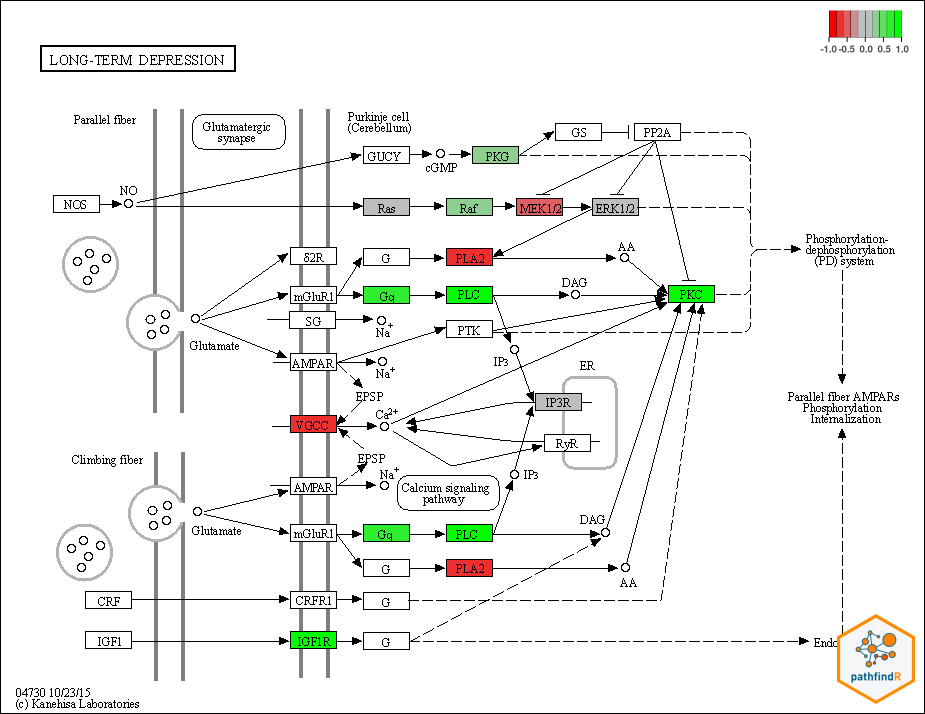 -1.0 -0.5 0.0 0.5 1.0
LONG-TERM DEPRESSION
Parallel fiber
Glutamatergic
synapse
Purkinje cell
(Cerebellum)
GS
PP2A
GUCY
cGMP
PKG
NO
NOS
Ras
Raf
MEK1/2
ERK1/2
δ2R
G
PLA2
AA
Phosphorylation-
dephosphorylation
(PD) system
mGluR1
Gq
PLC
DAG
PKC
SG
Na+
PTK
Glutamate
AMPAR
Na+
IP3
ER
EPSP
IP3R
Parallel fiber AMPARs
Phosphorylation
Internalization
VGCC
Ca2+
RyR
Climbing fiber
EPSP
Na+
IP3
AMPAR
Calcium signaling
pathway
Glutamate
mGluR1
Gq
PLC
DAG
G
PLA2
AA
CRF
CRFR1
G
IGF1
IGF1R
G
Endo
pathfindR
04730 10/23/15
(c) Kanehisa Laboratories